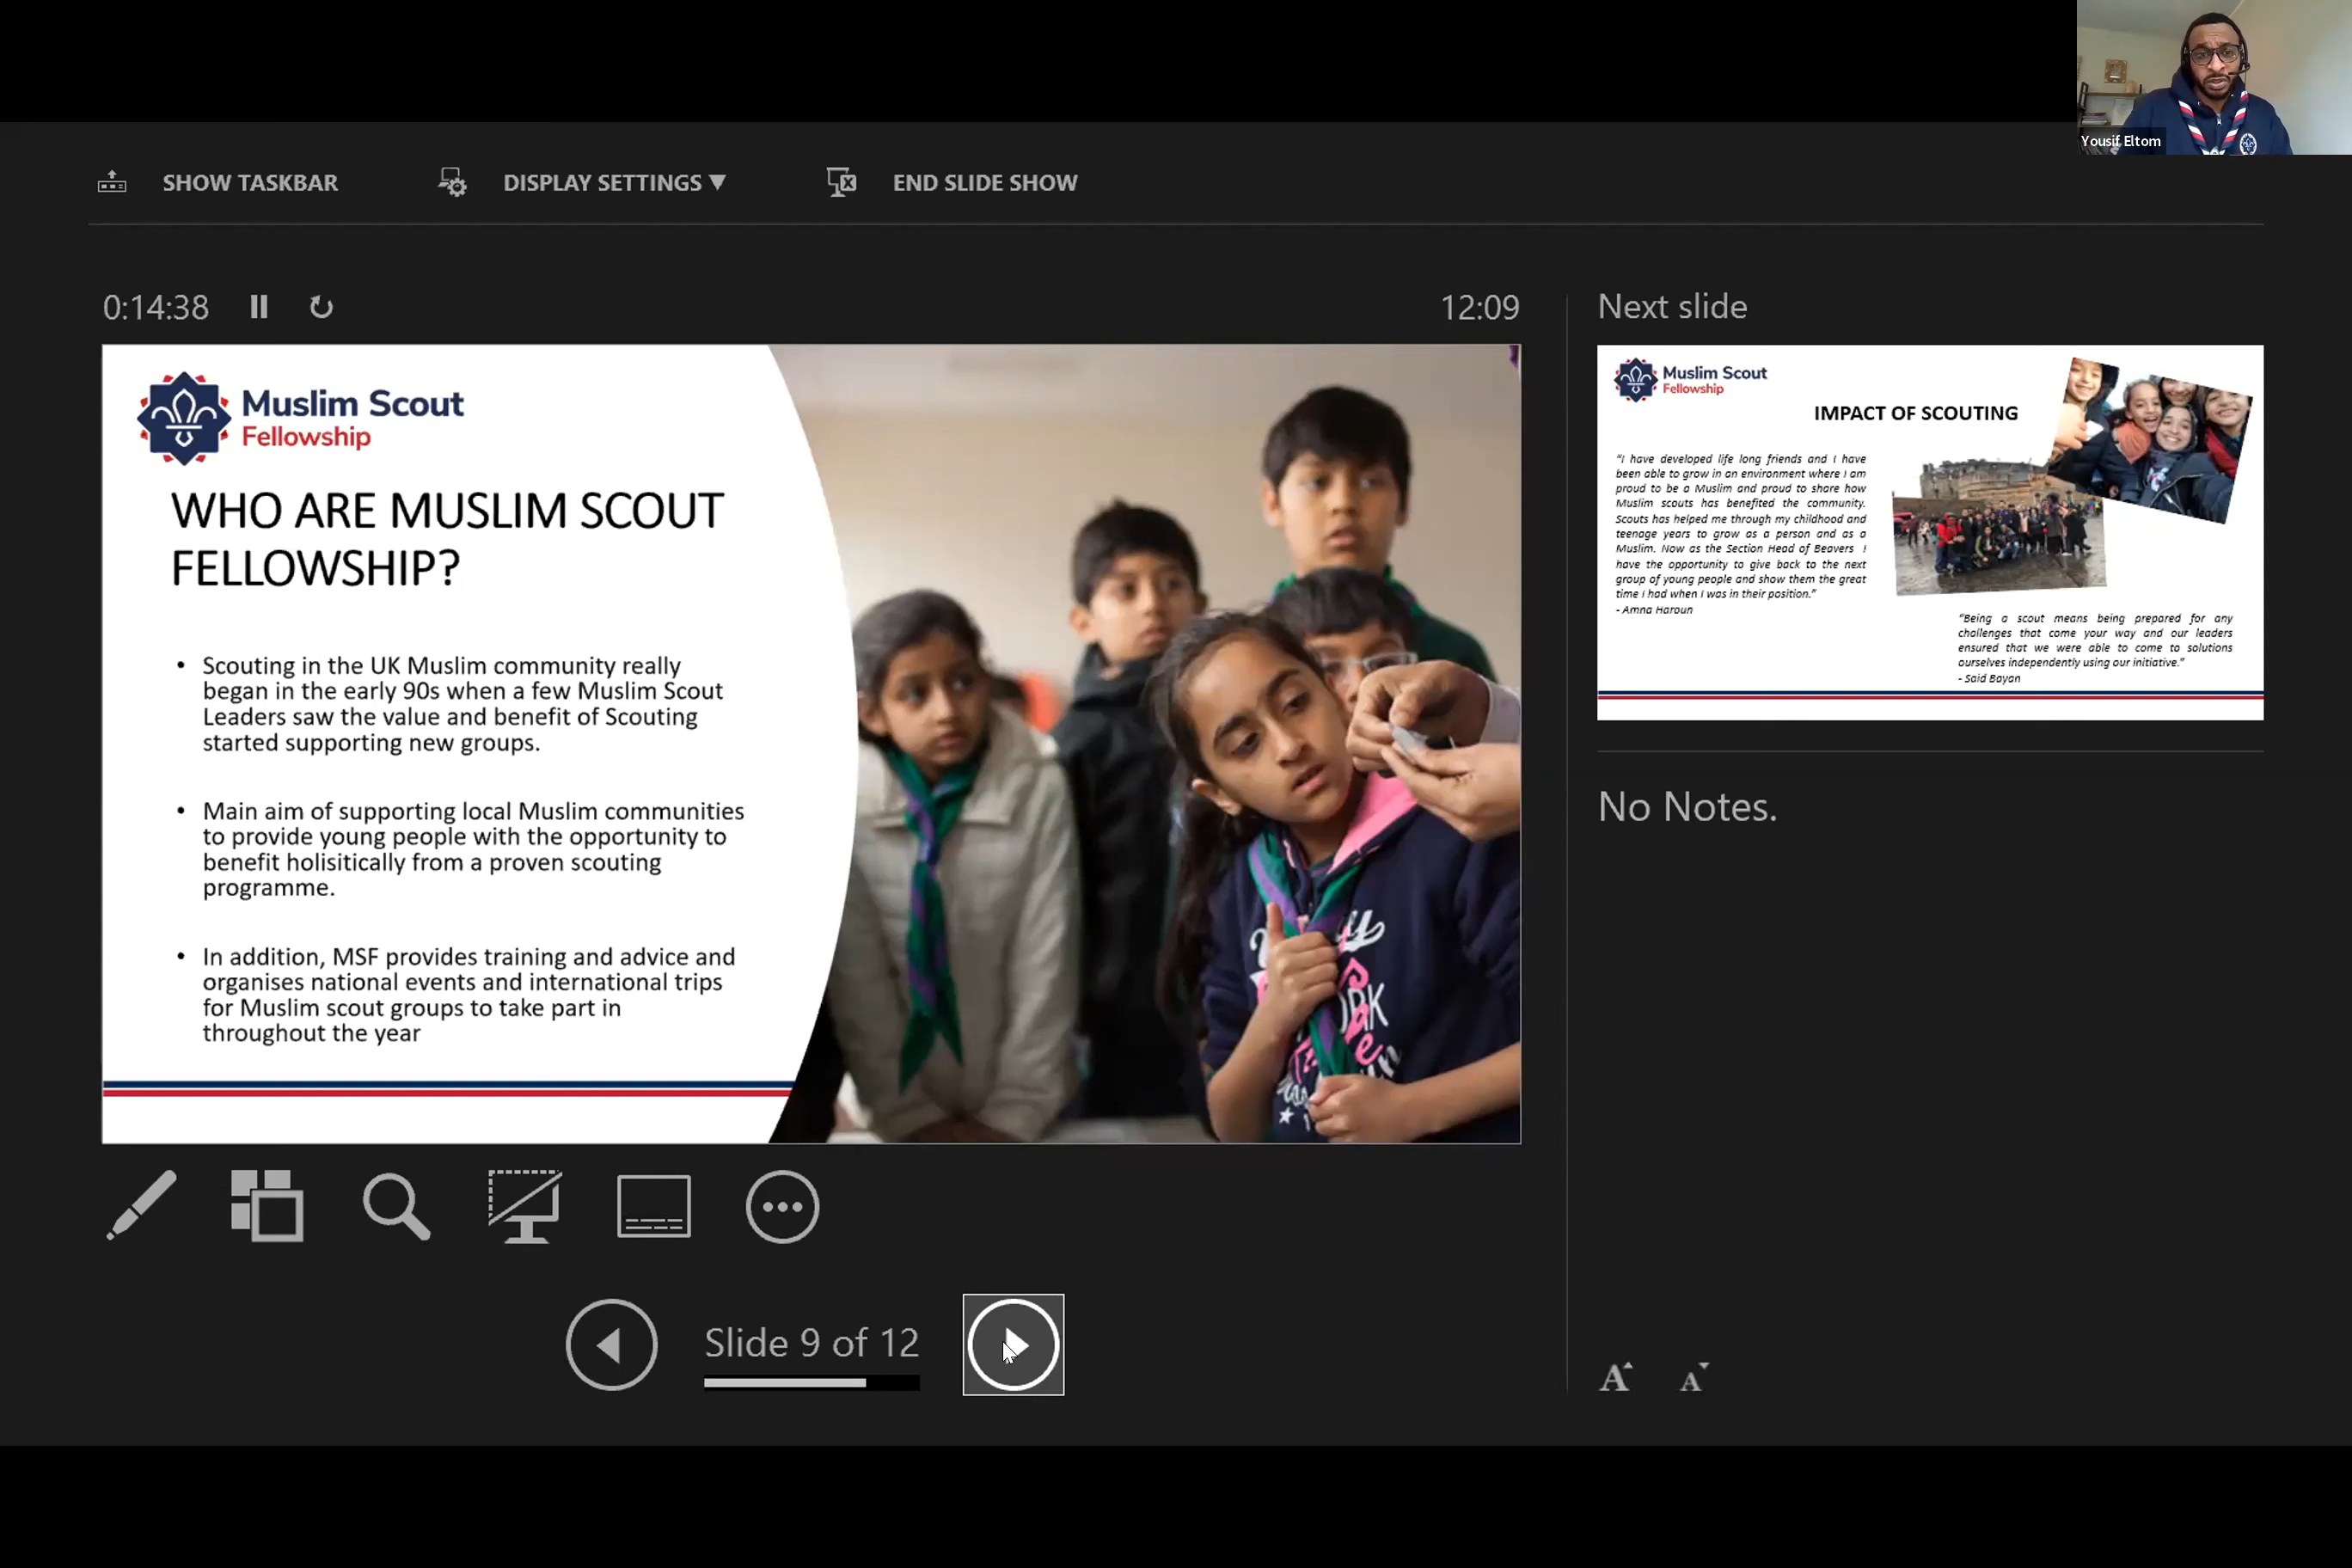 Yousif Eltom
SHOW TASKBAR
DISPLAY SETTINGS
END SLIDE SHOW
0:14:38
12:09
Muslim Scout
Fellowship
WHO ARE MUSLIM SCOUT
FELLOWSHIP?
• Scouting in the UK Muslim community really
began in the early 90s when a few Muslim Scout
Leaders saw the value and benefit of Scouting
started supporting new groups.
• Main aim of supporting local Muslim communities
to provide young people with the opportunity to
benefit holisitically from a proven scouting
programme.
• In addition, MSF provides training and advice and
organises national events and international trips
for Muslim scout groups to take part in
throughout the year
Slide 9 of 12
Next slide
Muslim Scout
Fellowship
IMPACT OF SCOUTING
"I have developed life long friends and I have
been able to grow in an environment where I am
proud to be a Muslim and proud to share how
Muslim scouts has benefited the community.
Scouts has helped me through my childhood and
teenage years to grow as a person and as a
Muslim. Now as the Section Head of Beavers I
have the opportunity to give back to the next
group of young people and show them the great
time I had when I was in their position."
- Amna Haroun
"Being a scout means being prepared for any
challenges that come your way and our leaders
ensured that we were able to come to solutions
ourselves independently using our initiative."
- Said Bayan
No Notes.
A A